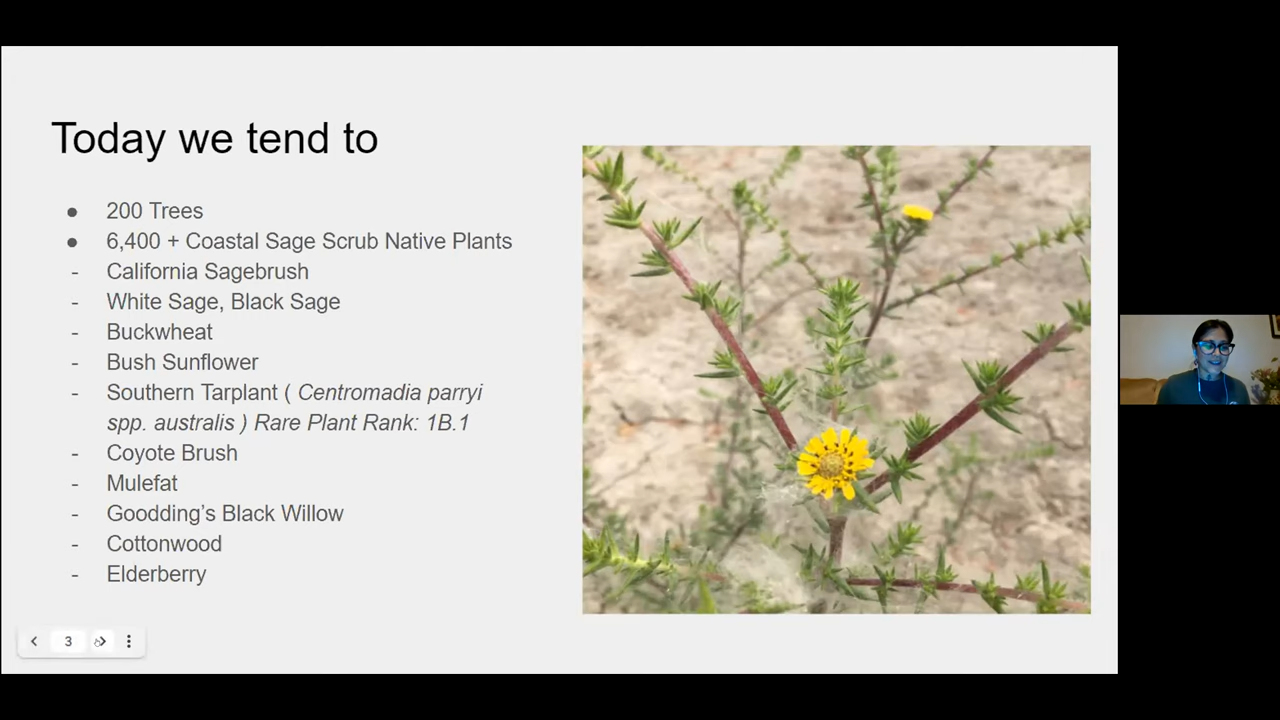 Today we tend to
● 200 Trees
● 6,400 + Coastal Sage Scrub Native Plants
- California Sagebrush
- White Sage, Black Sage
- Buckwheat
- Bush Sunflower
- Southern Tarplant ( Centromadia parryi
spp. australis ) Rare Plant Rank: 1B.1
- Coyote Brush
- Mulefat
- Goodding’s Black Willow
- Cottonwood
- Elderberry
3